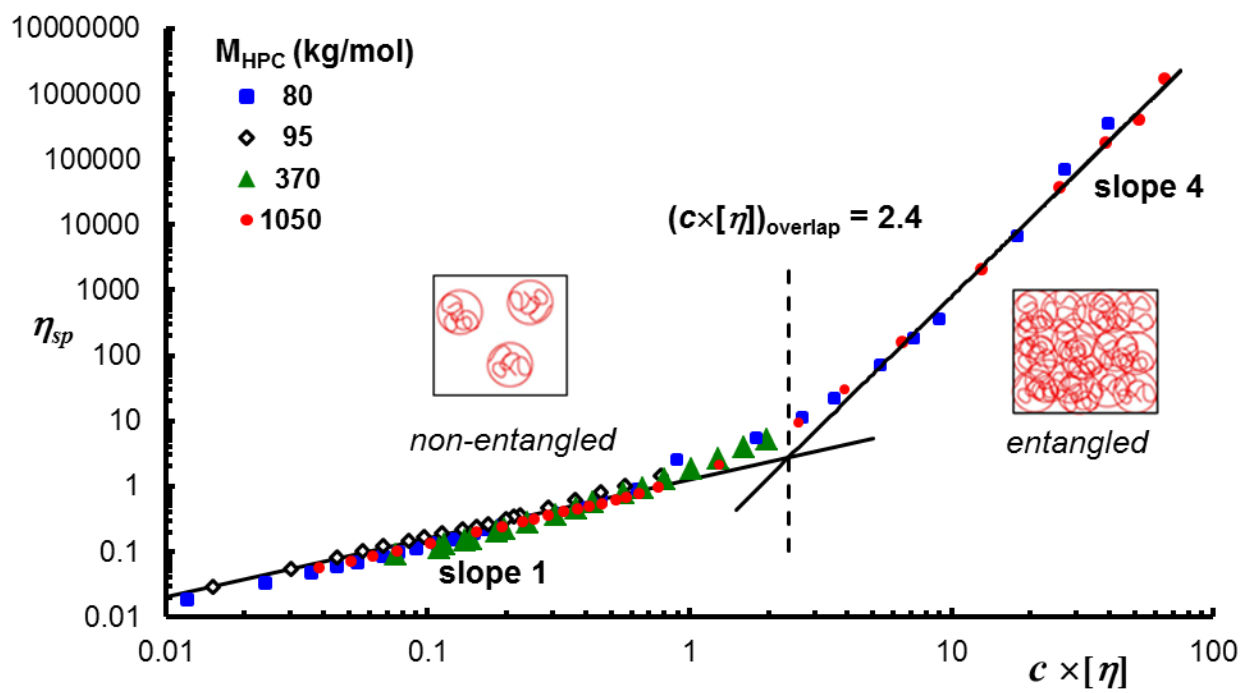 10000000
1000000
100000
10000
1000
100
10
1
0.1
0.01
η_sp
M_HPC (kg/mol)
80
95
370
1050
(c×[η])_overlap = 2.4
slope 4
non-entangled
entangled
slope 1
0.01
0.1
1
10
100
c ×[η]